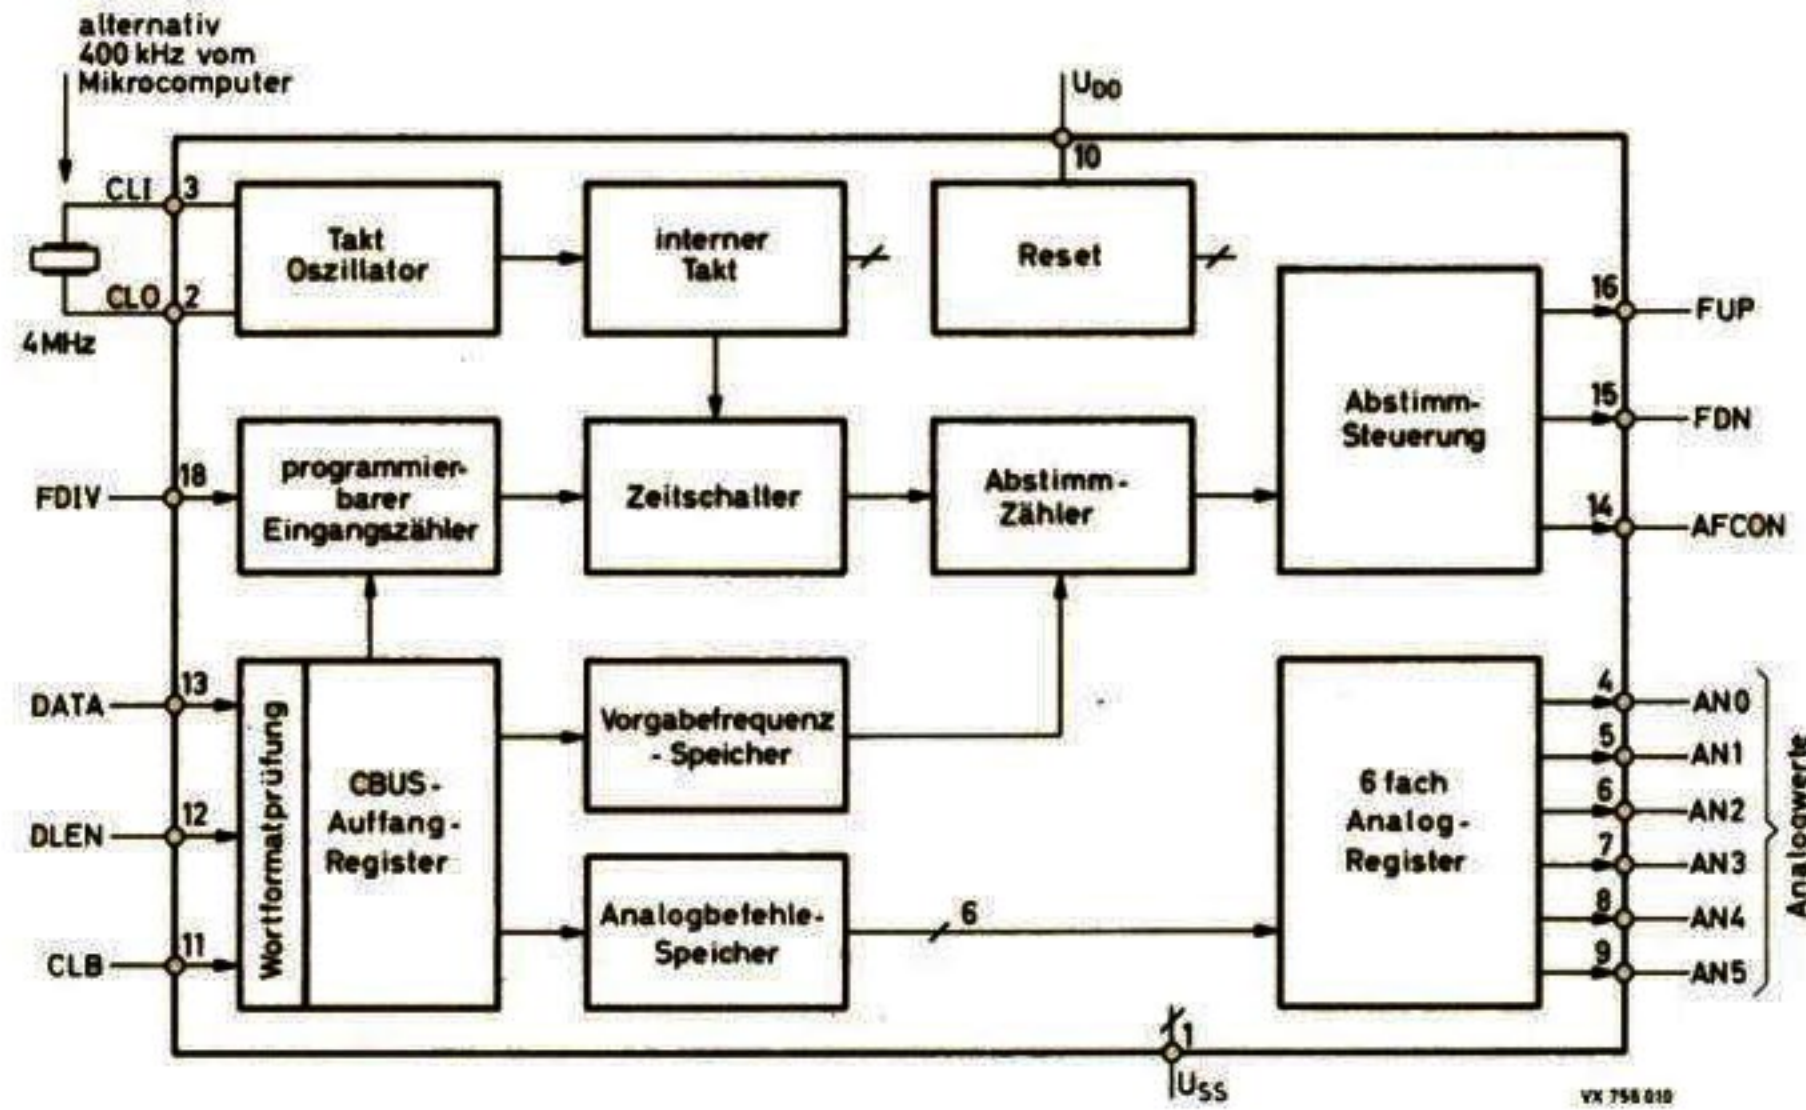 alternativ
400 kHz vom
Mikrocomputer
UDD
10
CLI
3
Takt
Oszillator
interner
Takt
Reset
CLO
2
4MHz
Abstimm-
Steuerung
16
FUP
15
FDN
14
AFCON
FDIV
18
programmier-
barer
Eingangszähler
Zeitschalter
Abstimm-
Zähler
DATA
13
DLEN
12
CLB
11
Wortformatprüfung
CBUS-
Auffang-
Register
Vorgabefrequenz
-Speicher
Analogbefehle-
Speicher
6
6 fach
Analog-
Register
4
AN0
5
AN1
6
AN2
7
AN3
8
AN4
9
AN5
Analogwerte
1
USS
VX 756 010